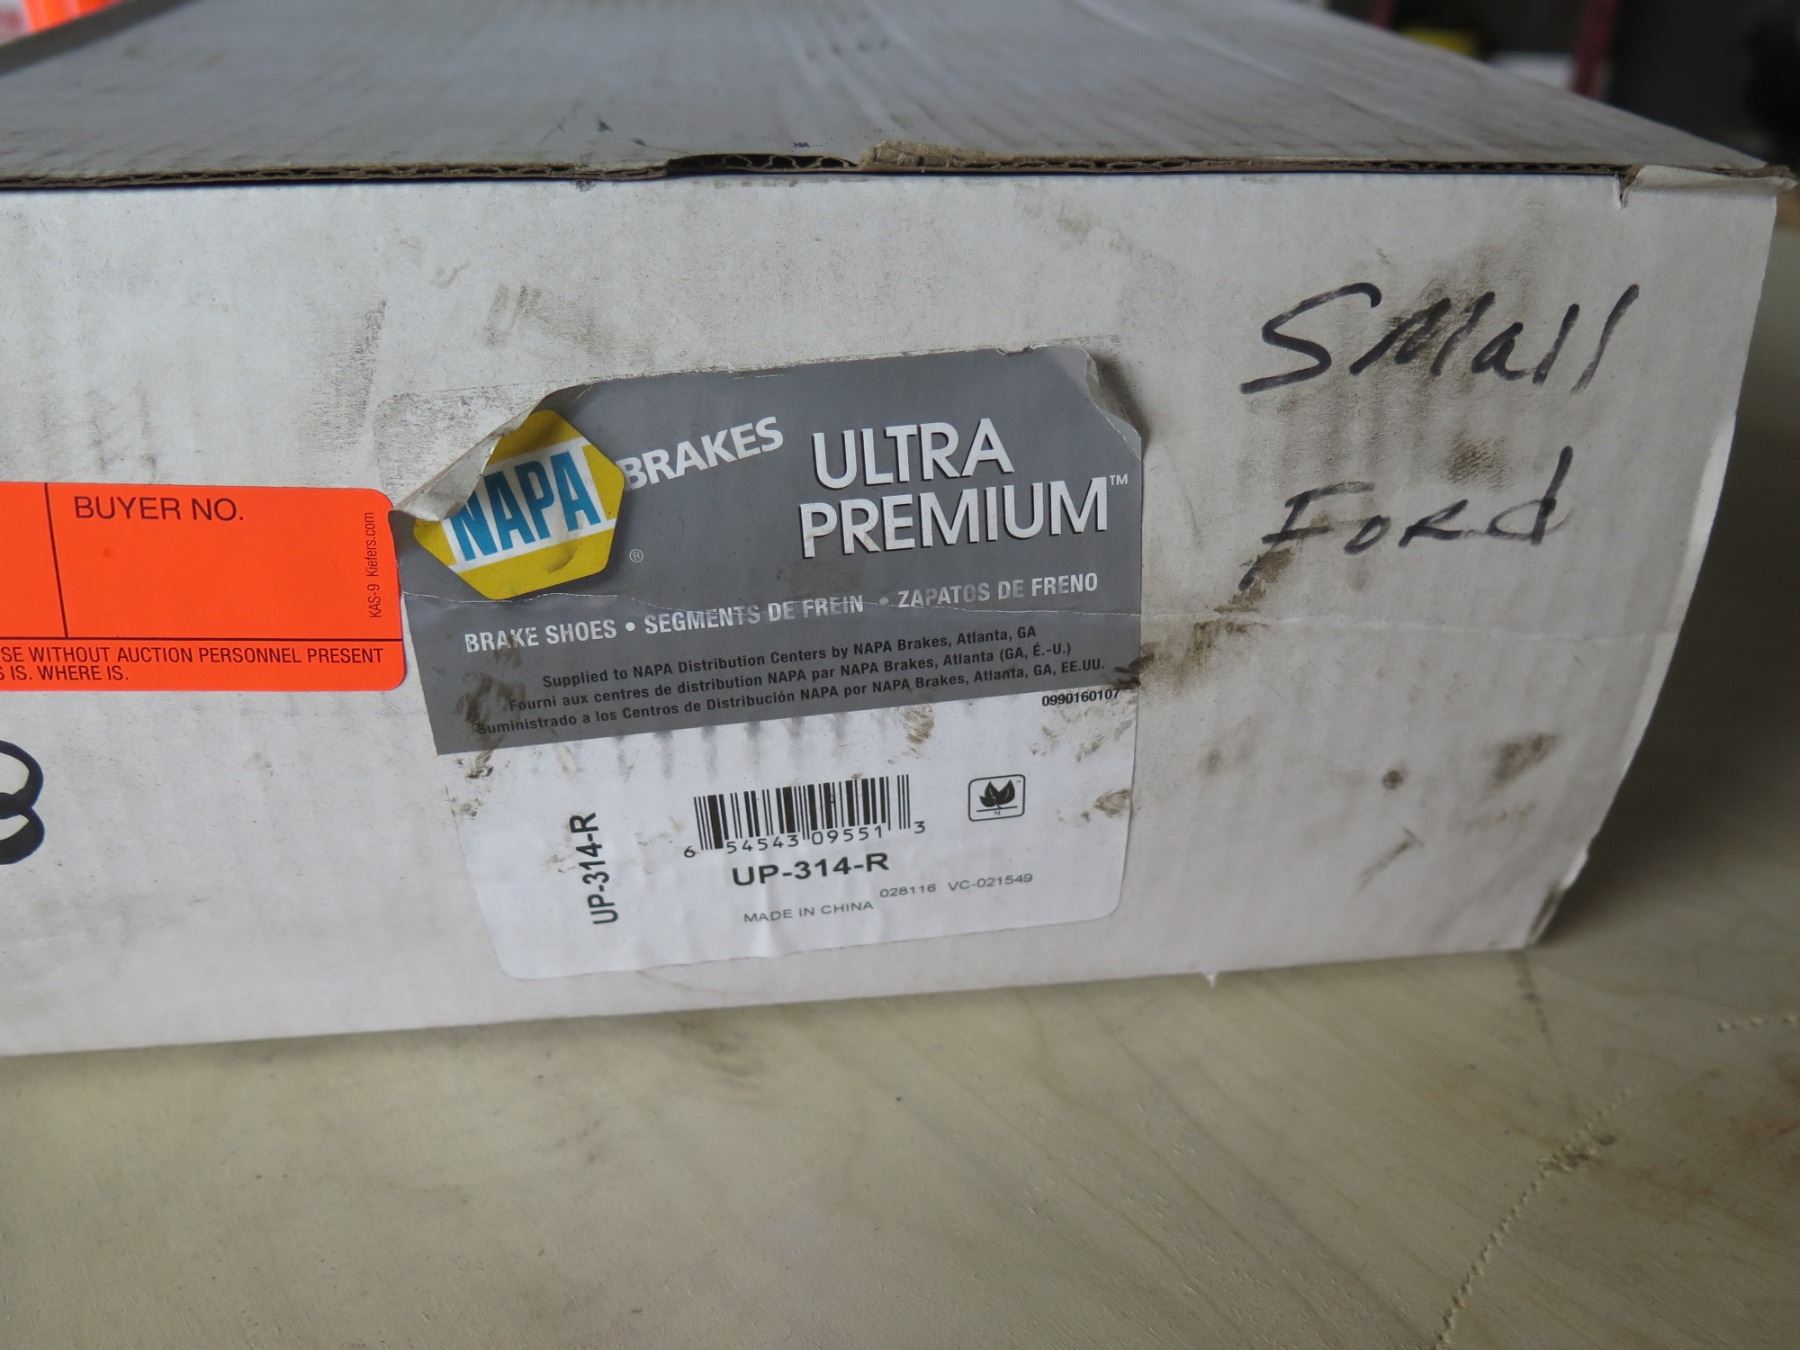 Small
Ford
NAPA BRAKES
®
ULTRA
PREMIUM™
BRAKE SHOES • SEGMENTS DE FREIN • ZAPATOS DE FRENO
Supplied to NAPA Distribution Centers by NAPA Brakes, Atlanta, GA
Fourni aux centres de distribution NAPA par NAPA Brakes, Atlanta (GA, É.-U.)
Suministrado a los Centros de Distribución NAPA por NAPA Brakes, Atlanta, GA, EE.UU.
0990160107
UP-314-R
6 54543 09551 3
N
UP-314-R
028116 VC-021549
MADE IN CHINA
BUYER NO.
KAS-9 Kiefers.com
SE WITHOUT AUCTION PERSONNEL PRESENT
S IS. WHERE IS.